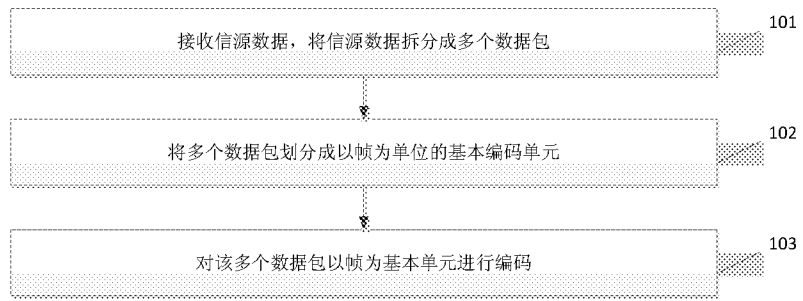 101
接收信源数据，将信源数据拆分成多个数据包
102
将多个数据包划分成以帧为单位的基本编码单元
103
对该多个数据包以帧为基本单元进行编码